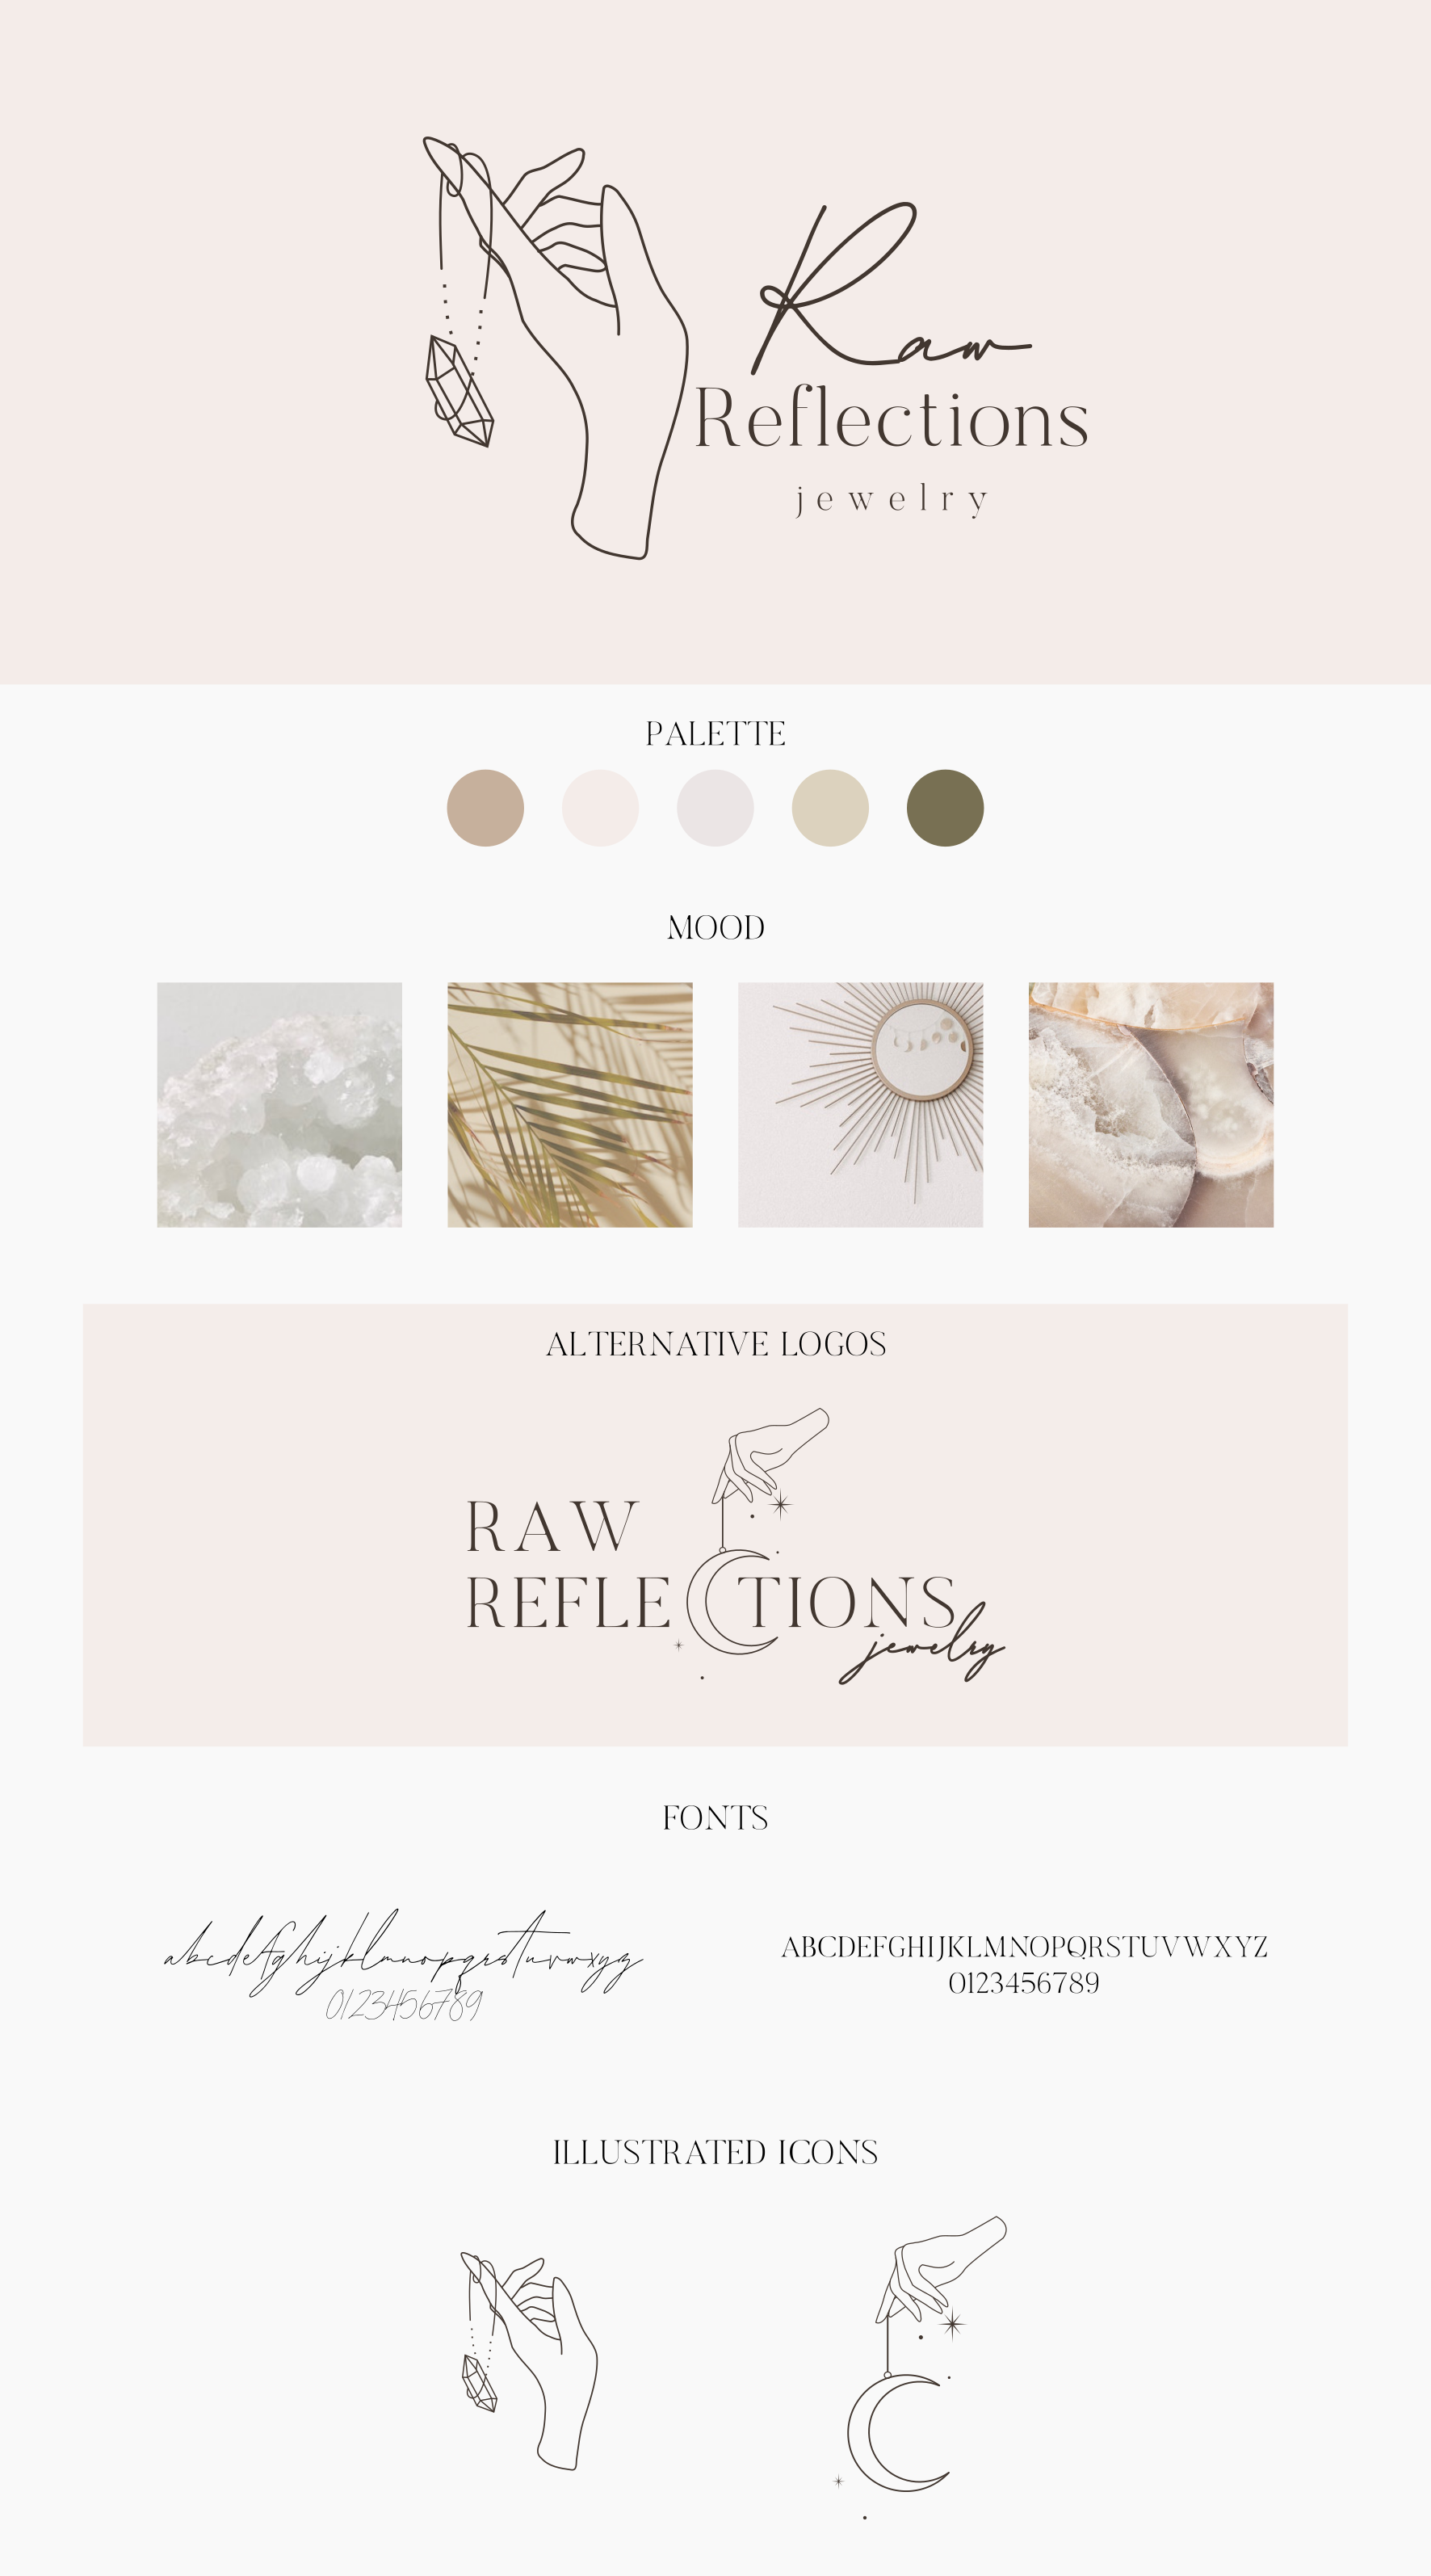 Raw
Reflections
jewelry
PALETTE
MOOD
ALTERNATIVE LOGOS
RAW
REFLECTIONS
jewelry
FONTS
abcdefghijklmnopqrstuvwxyz
0123456789
ABCDEFGHIJKLMNOPQRSTUVWXYZ
0123456789
ILLUSTRATED ICONS